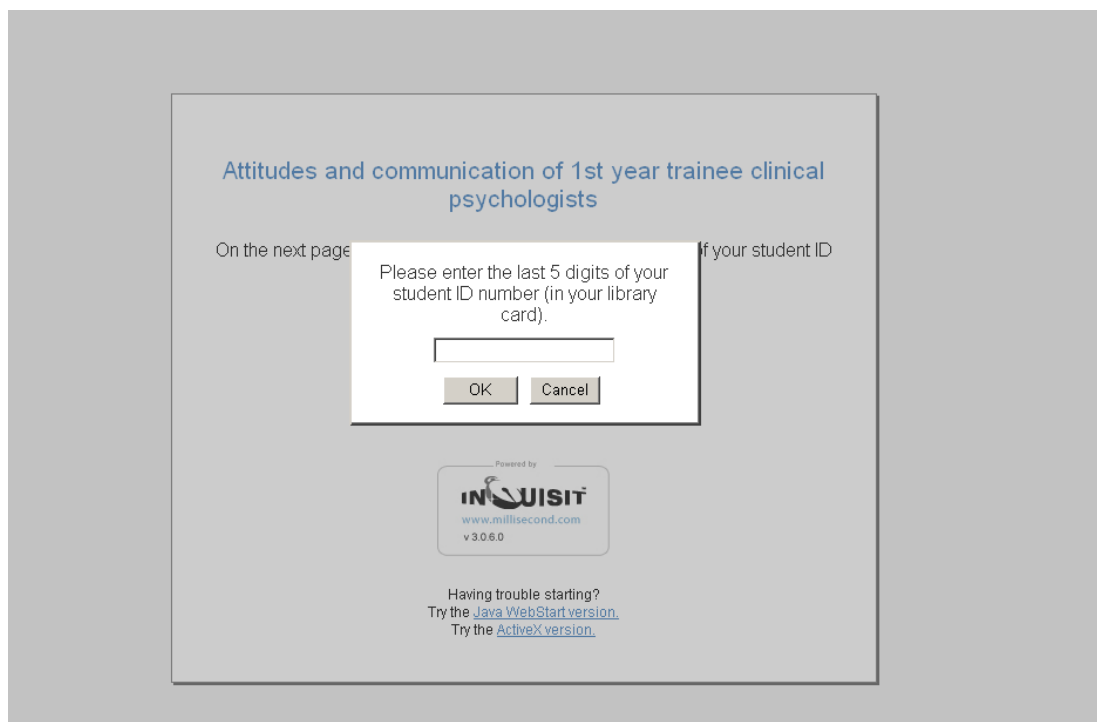 Attitudes and communication of 1st year trainee clinical
psychologists
On the next page
of your student ID
Please enter the last 5 digits of your
student ID number (in your library
card).
OK
Cancel
Powered by
INQUISIT
www.millisecond.com
v 3.0.6.0
Having trouble starting?
Try the Java WebStart version.
Try the ActiveX version.